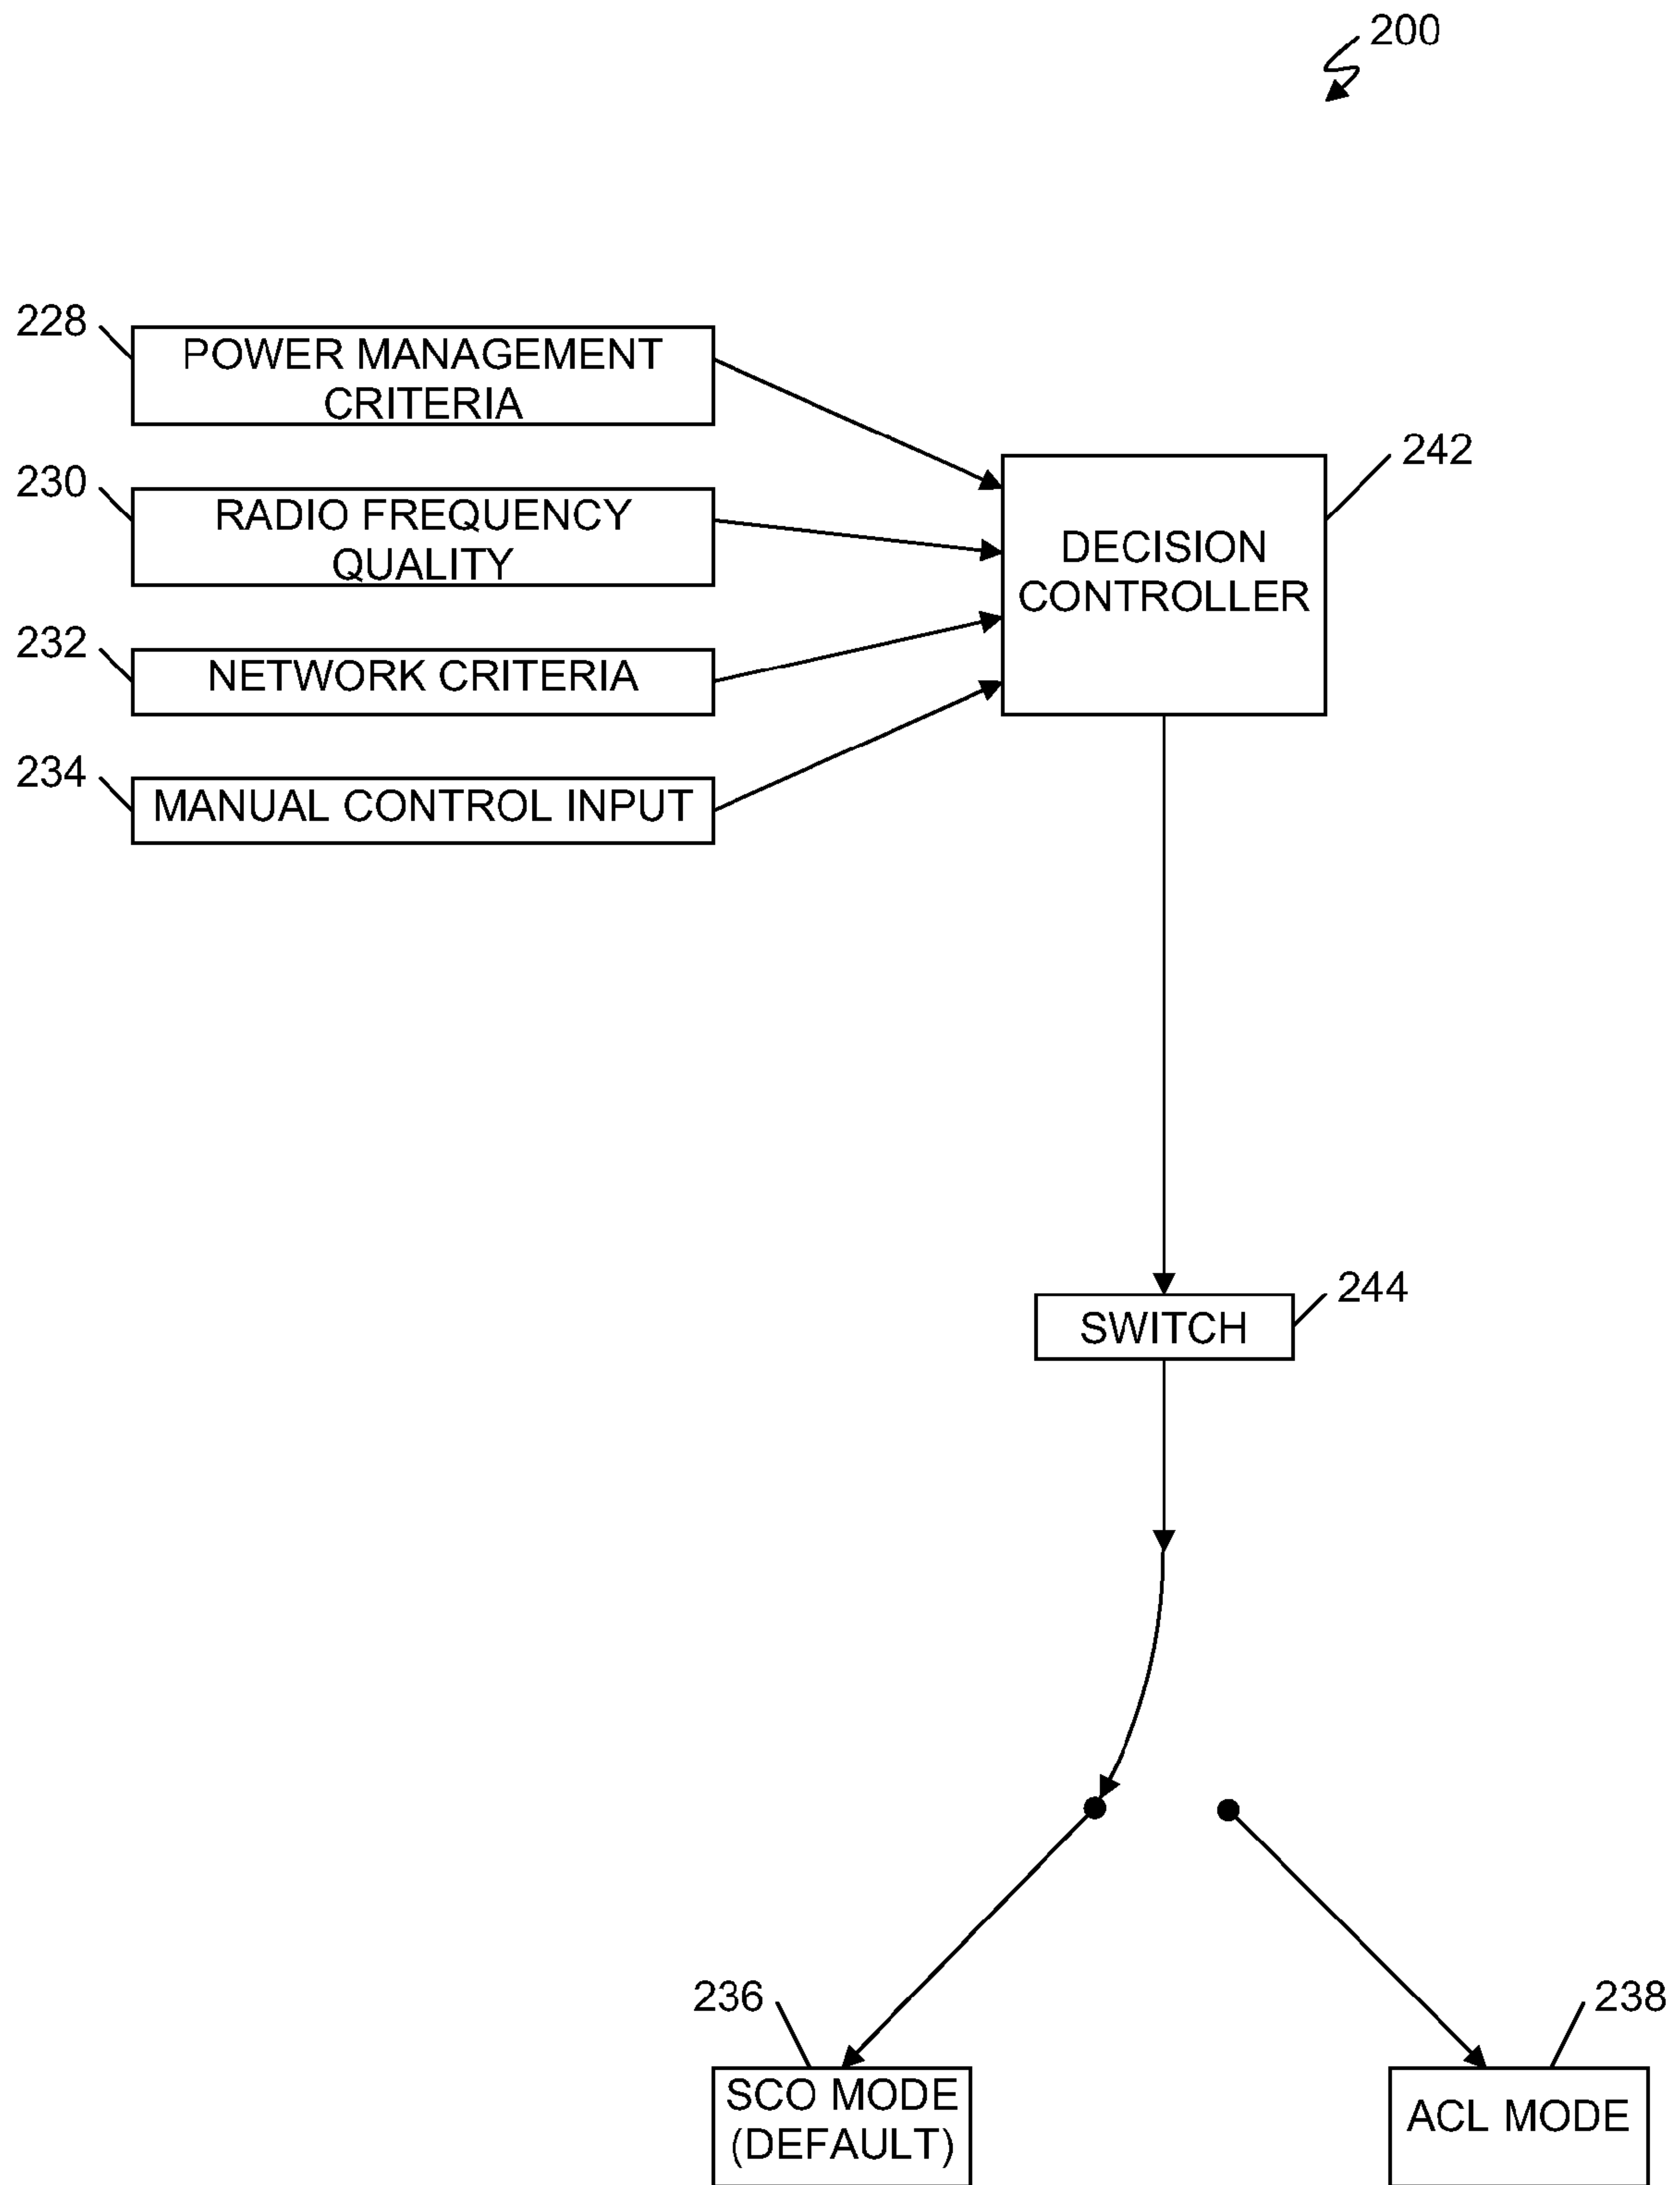 200
228
POWER MANAGEMENT
CRITERIA
230
RADIO FREQUENCY
QUALITY
232
NETWORK CRITERIA
234
MANUAL CONTROL INPUT
242
DECISION
CONTROLLER
244
SWITCH
236
SCO MODE
(DEFAULT)
238
ACL MODE